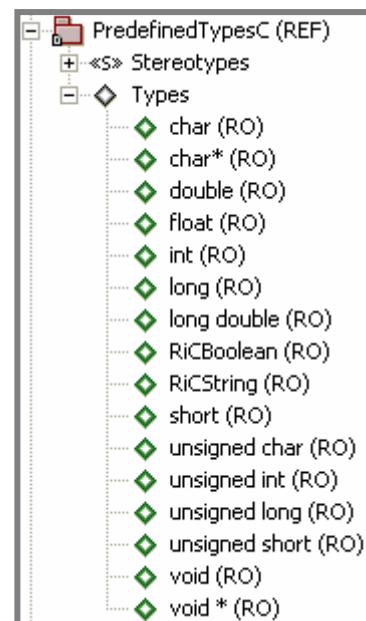 PredefinedTypesC (REF)
«S» Stereotypes
Types
char (RO)
char* (RO)
double (RO)
float (RO)
int (RO)
long (RO)
long double (RO)
RiCBoolean (RO)
RiCString (RO)
short (RO)
unsigned char (RO)
unsigned int (RO)
unsigned long (RO)
unsigned short (RO)
void (RO)
void * (RO)